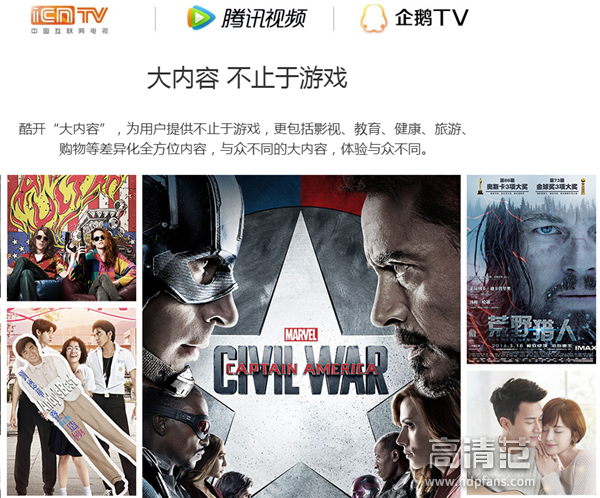 iCNTV
中国互联网电视
腾讯视频
企鹅TV
大内容 不止于游戏
酷开“大内容”，为用户提供不止于游戏，更包括影视、教育、健康、旅游、
购物等差异化全方位内容，与众不同的大内容，体验与众不同。
第88届
奥斯卡3项大奖
第73届
金球奖3项大奖
MARVEL
CIVIL WAR
CAPTAIN AMERICA
荒野猎人
2016.3.18
IMAX
高清范
www.hdpfans.com